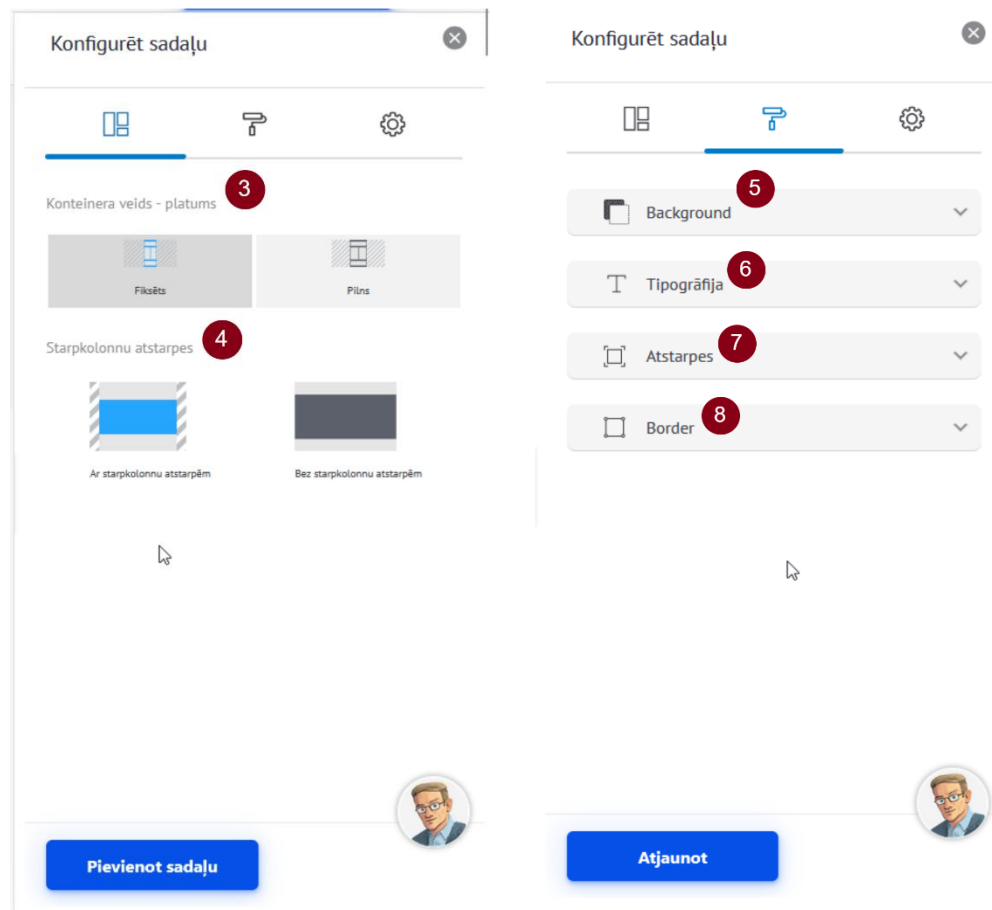 Konfigurēt sadaļu
3
Konteinera veids - platums
Fiksēts
Pilns
4
Starpkolonnu atstarpes
Ar starpkolonnu atstarpēm
Bez starpkolonnu atstarpēm
Pievienot sadaļu
Konfigurēt sadaļu
5
Background
6
Tipogrāfija
7
Atstarpes
8
Border
Atjaunot